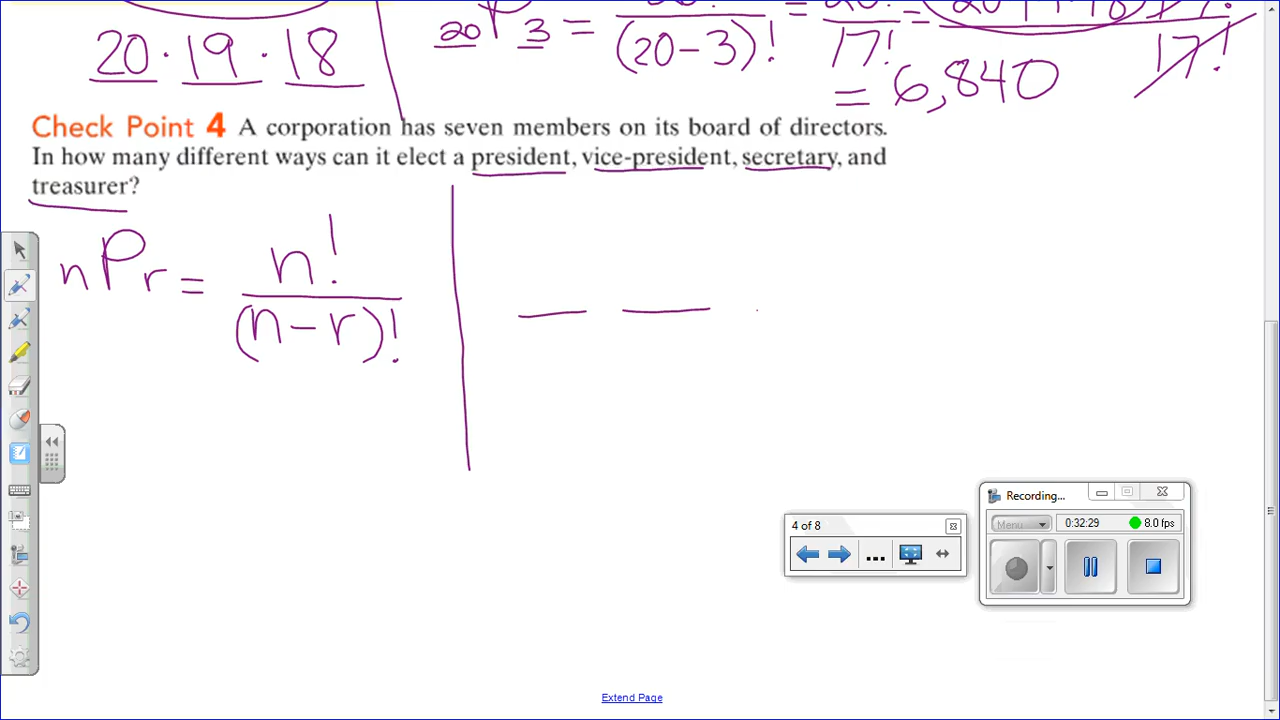 20 · 19 · 18
20P3 = (20-3)! = 17! = 17!
= 6,840
Check Point 4 A corporation has seven members on its board of directors.
In how many different ways can it elect a president, vice-president, secretary, and
treasurer?
nPr = n!
(n-r)!
Recording...
Menu 0:32:29 8.0 fps
4 of 8
...
Extend Page